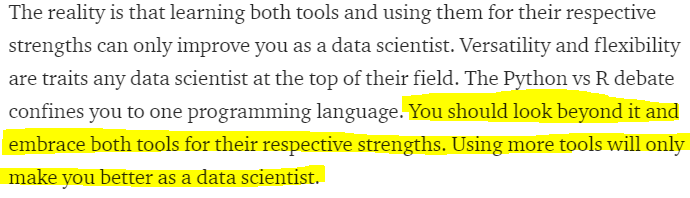 The reality is that learning both tools and using them for their respective
strengths can only improve you as a data scientist. Versatility and flexibility
are traits any data scientist at the top of their field. The Python vs R debate
confines you to one programming language. You should look beyond it and
embrace both tools for their respective strengths. Using more tools will only
make you better as a data scientist.